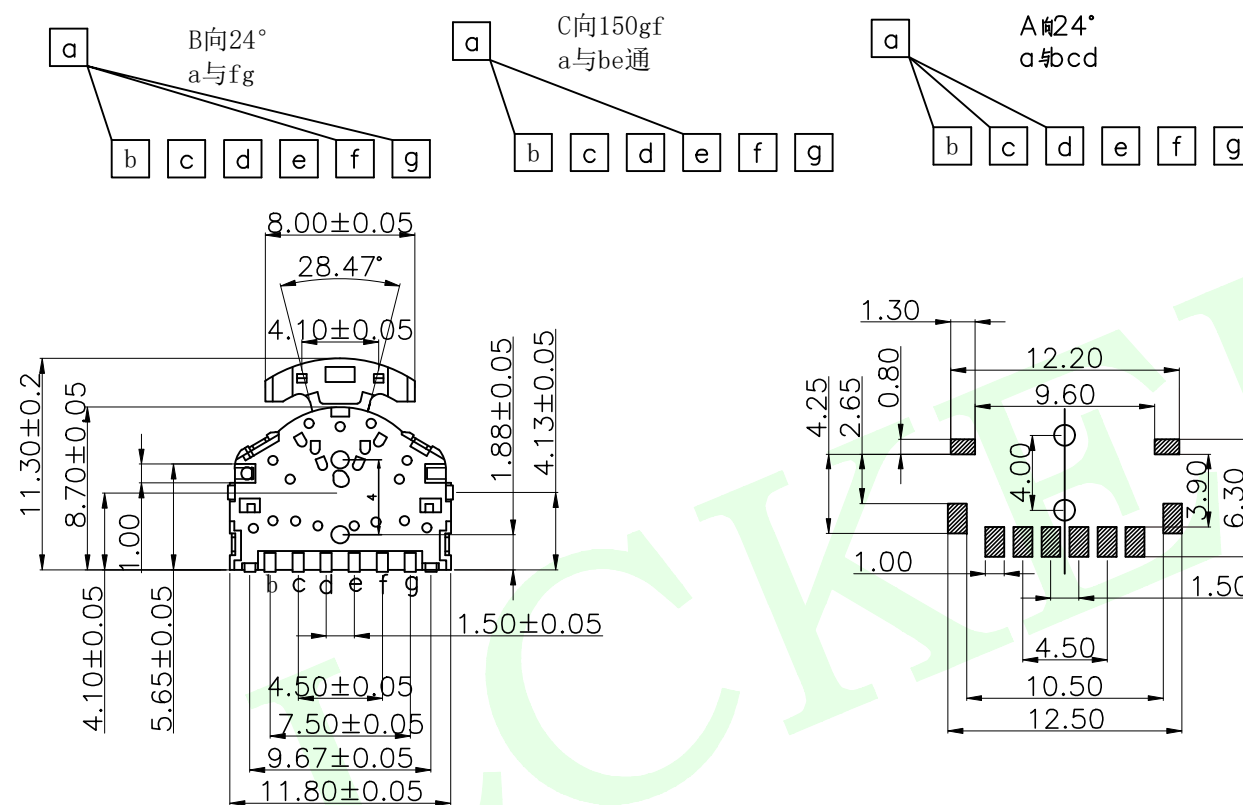 a
B向24°
a与fg
b c d e f g
a
C向150gf
a与be通
b c d e f g
a
A向24°
a与bcd
b c d e f g
8.00±0.05
28.47°
4.10±0.05
11.30±0.2
8.70±0.05
1.00
4.10±0.05
5.65±0.05
4
1.88±0.05
4.13±0.05
b c d e f g
1.50±0.05
4.50±0.05
7.50±0.05
9.67±0.05
11.80±0.05
1.30
12.20
9.60
0.80
2.65
4.25
4.00
3.90
6.30
1.00
1.50
4.50
10.50
12.50
LCKE